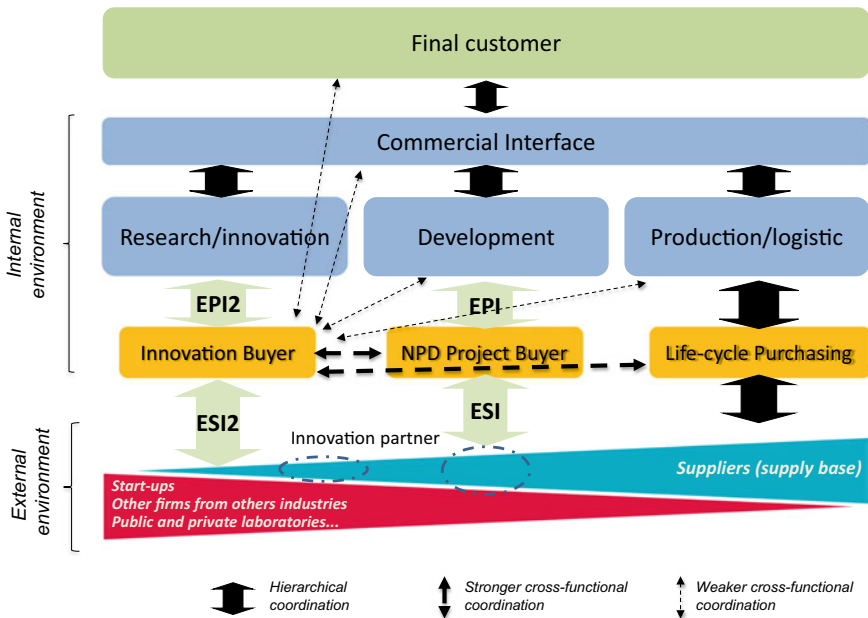 Final customer
Commercial Interface
Internal
environment
Research/innovation
Development
Production/logistic
EPI2
EPI
Innovation Buyer
NPD Project Buyer
Life-cycle Purchasing
ESI2
ESI
Innovation partner
External
environment
Suppliers (supply base)
Start-ups
Other firms from others industries
Public and private laboratories...
Hierarchical
coordination
Stronger cross-functional
coordination
Weaker cross-functional
coordination